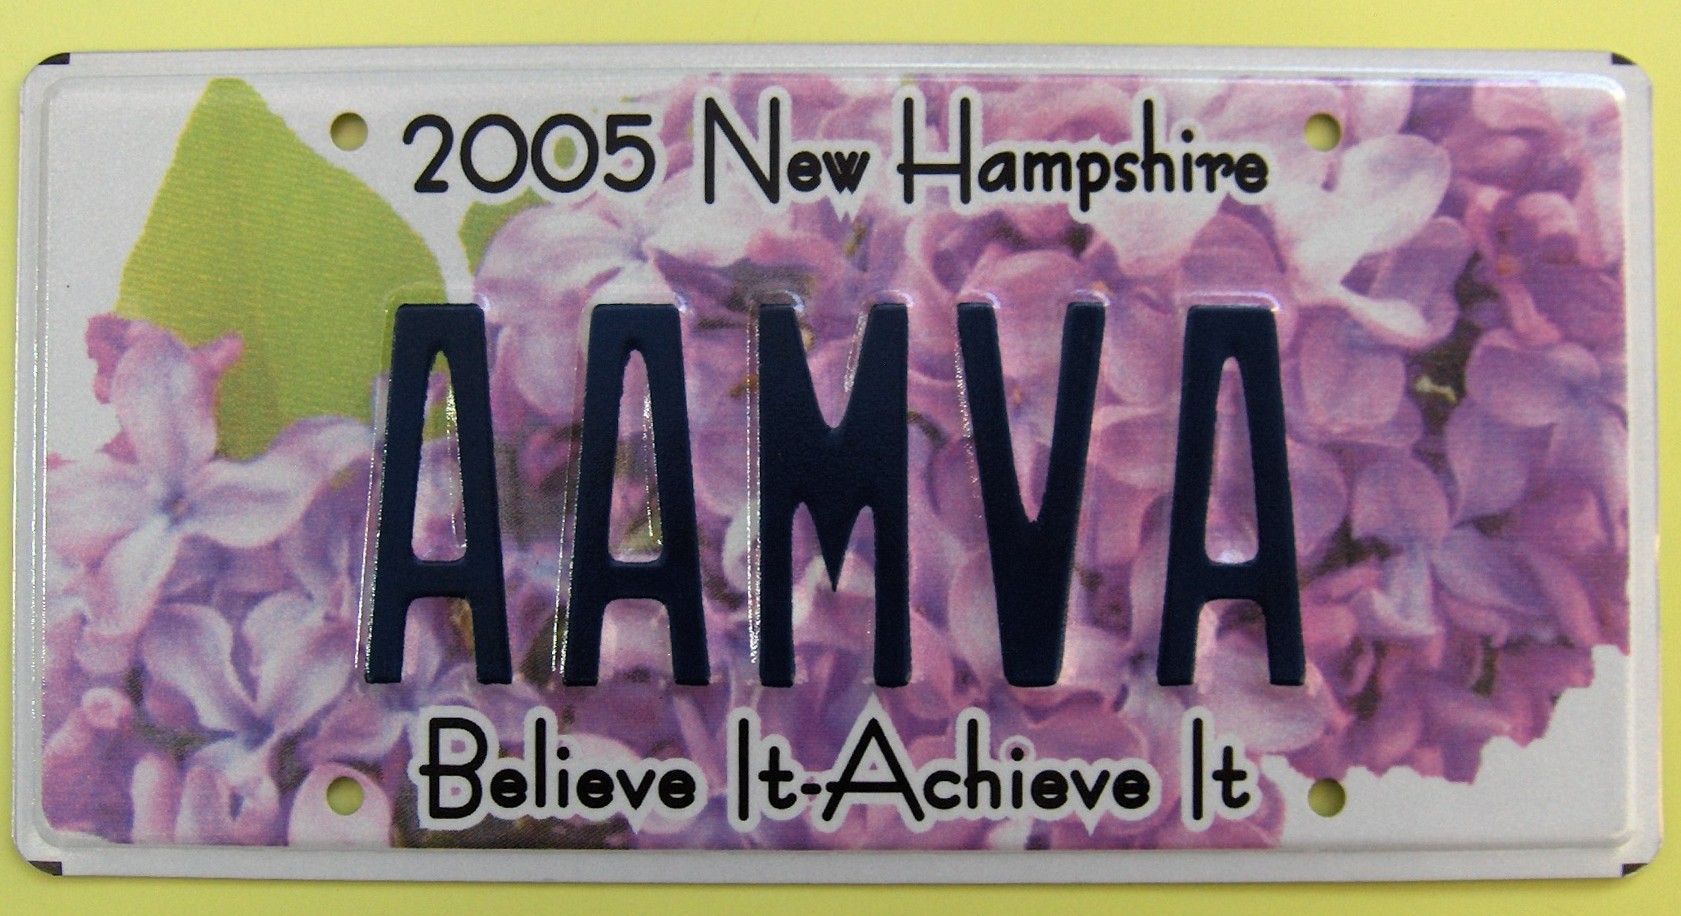 2005 New Hampshire
AAMVA
Believe It-Achieve It